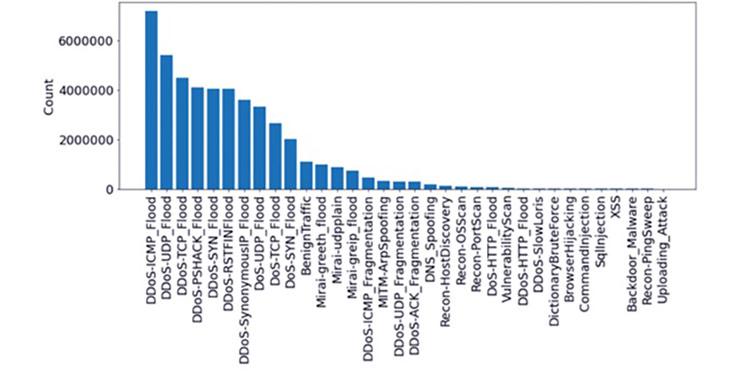 6000000
4000000
2000000
0
Count
DDoS-ICMP_Flood
DDoS-UDP_Flood
DDoS-TCP_Flood
DDoS-PSHACK_Flood
DDoS-SYN_Flood
DDoS-RSTFINFlood
DDoS-SynonymousIP_Flood
DoS-UDP_Flood
DoS-TCP_Flood
DoS-SYN_Flood
BenignTraffic
Mirai-greeth_flood
Mirai-udpplain
Mirai-greip_flood
DDoS-ICMP_Fragmentation
MITM-ArpSpoofing
DDoS-UDP_Fragmentation
DDoS-ACK_Fragmentation
DNS_Spoofing
Recon-HostDiscovery
Recon-OSScan
Recon-PortScan
DoS-HTTP_Flood
VulnerabilityScan
DDoS-HTTP_Flood
DDoS-SlowLoris
DictionaryBruteForce
BrowserHijacking
CommandInjection
SqlInjection
XSS
Backdoor_Malware
Recon-PingSweep
Uploading_Attack